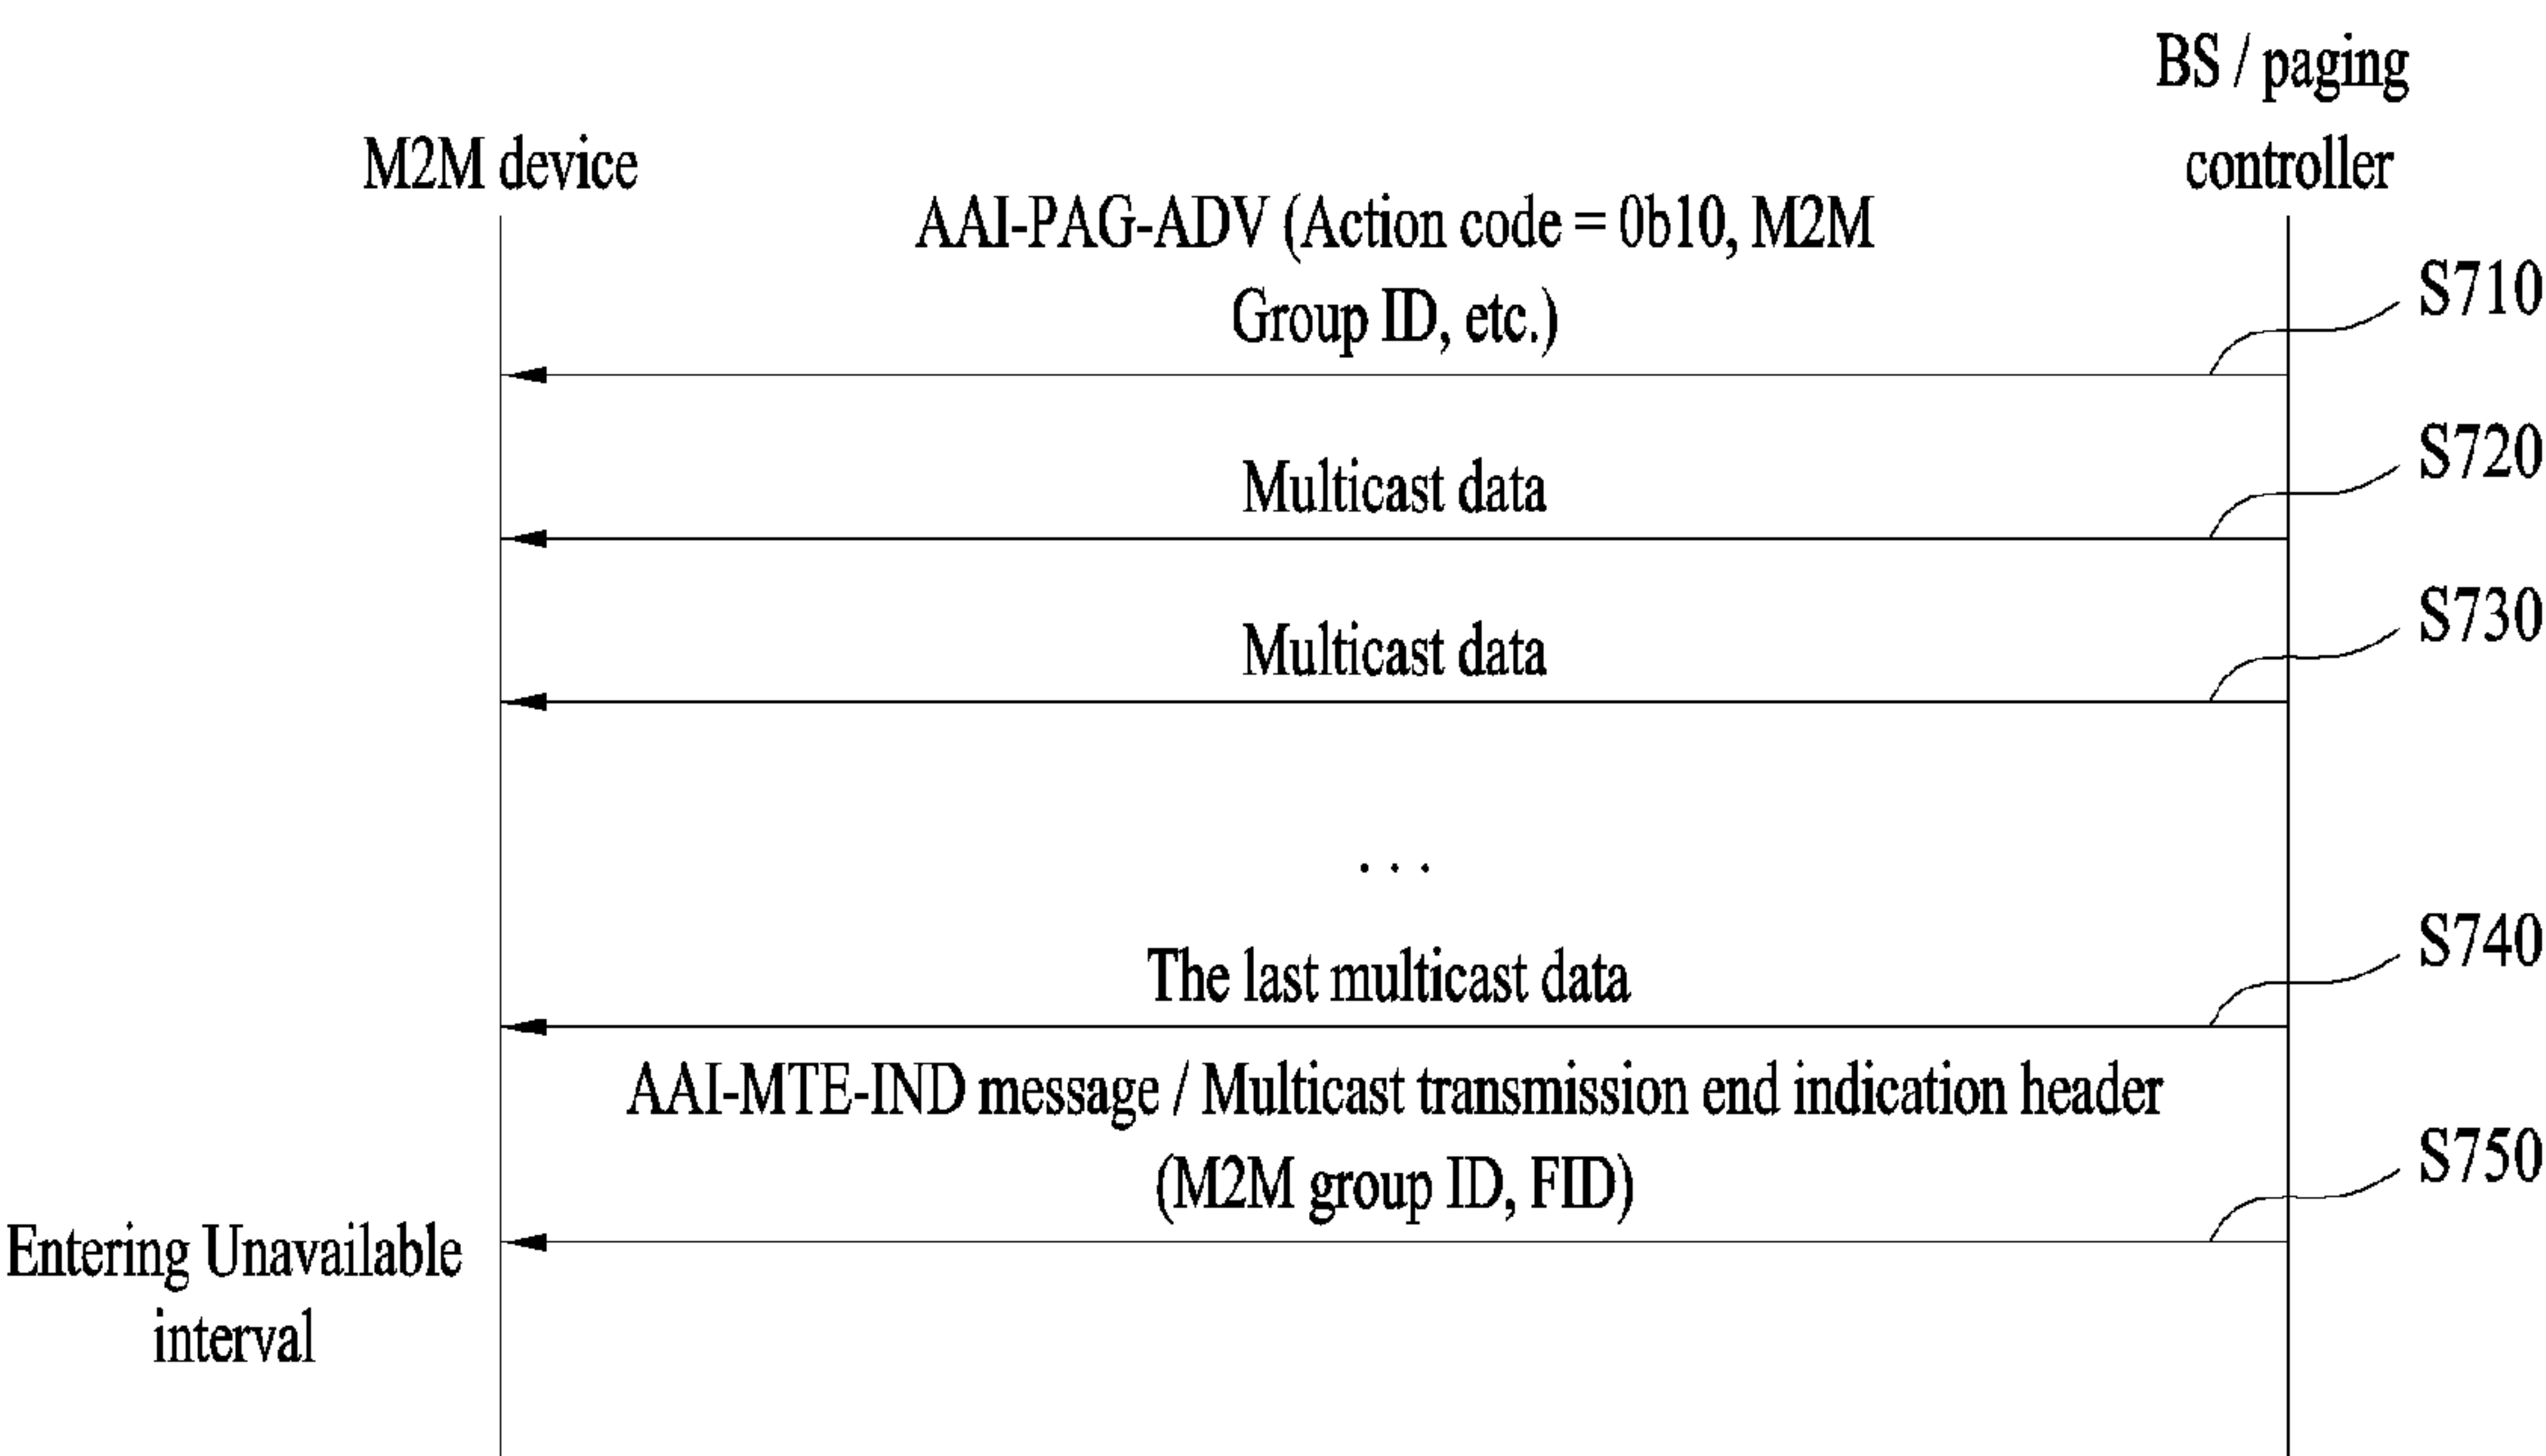 BS / paging
controller
M2M device
AAI-PAG-ADV (Action code = 0b10, M2M
Group ID, etc.)
S710
Multicast data
S720
Multicast data
S730
. . .
The last multicast data
S740
AAI-MTE-IND message / Multicast transmission end indication header
(M2M group ID, FID)
S750
Entering Unavailable
interval